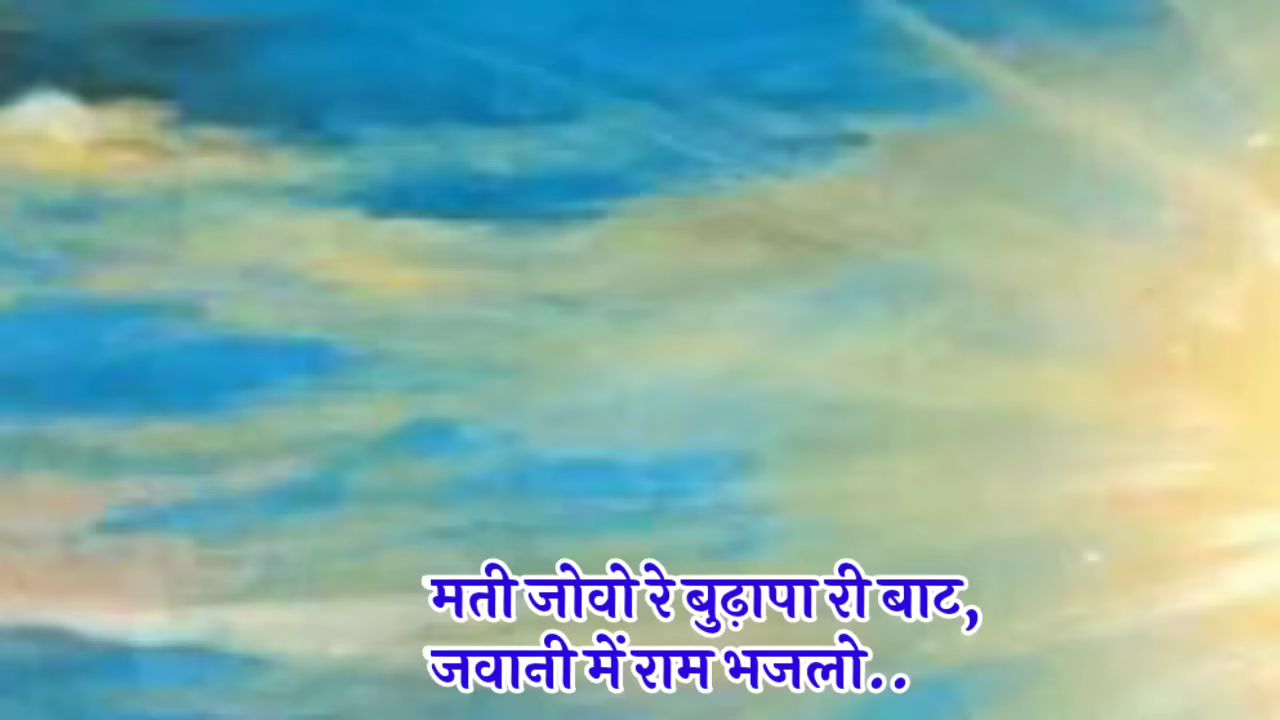 मती जोवो रे बुढ़ापा री बाट,
जवानी में राम भजलो..